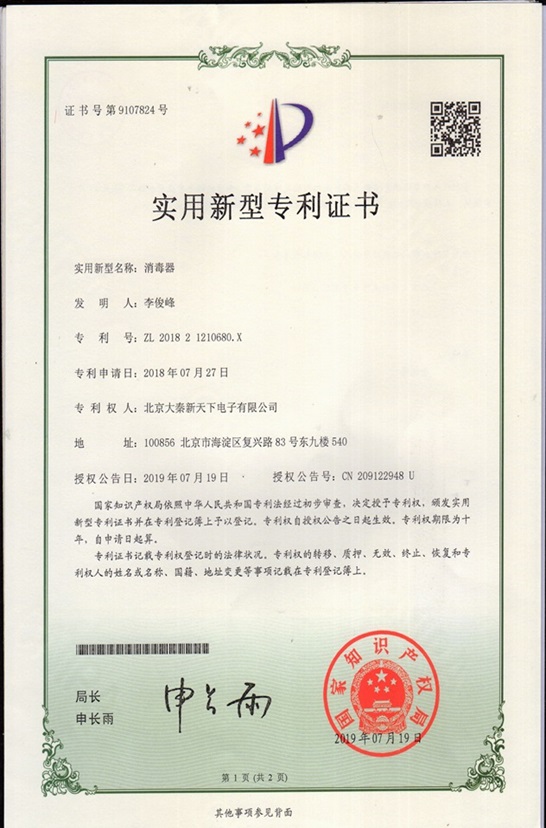 证书号第9107824号
实用新型专利证书
实用新型名称：消毒器
发明人：李俊峰
专利号：ZL 2018 2 1210680.X
专利申请日：2018年07月27日
专利权人：北京大秦新天下电子有限公司
地址：100856 北京市海淀区复兴路83号东九楼540
授权公告日：2019年07月19日 授权公告号：CN 209122948 U
国家知识产权局依照中华人民共和国专利法经过初步审查，决定授予专利权，颁发实用
新型专利证书并在专利登记簿上予以登记。专利权自授权公告之日起生效。专利权期限为十
年，自申请日起算。
专利证书记载专利权登记时的法律状况。专利权的转移、质押、无效、终止、恢复和专
利权人的姓名或名称、国籍、地址变更等事项记载在专利登记簿上。
局长
申长雨
申长雨
国家知识产权局
2019年07月19日
第1页（共2页）
其他事项参见背面